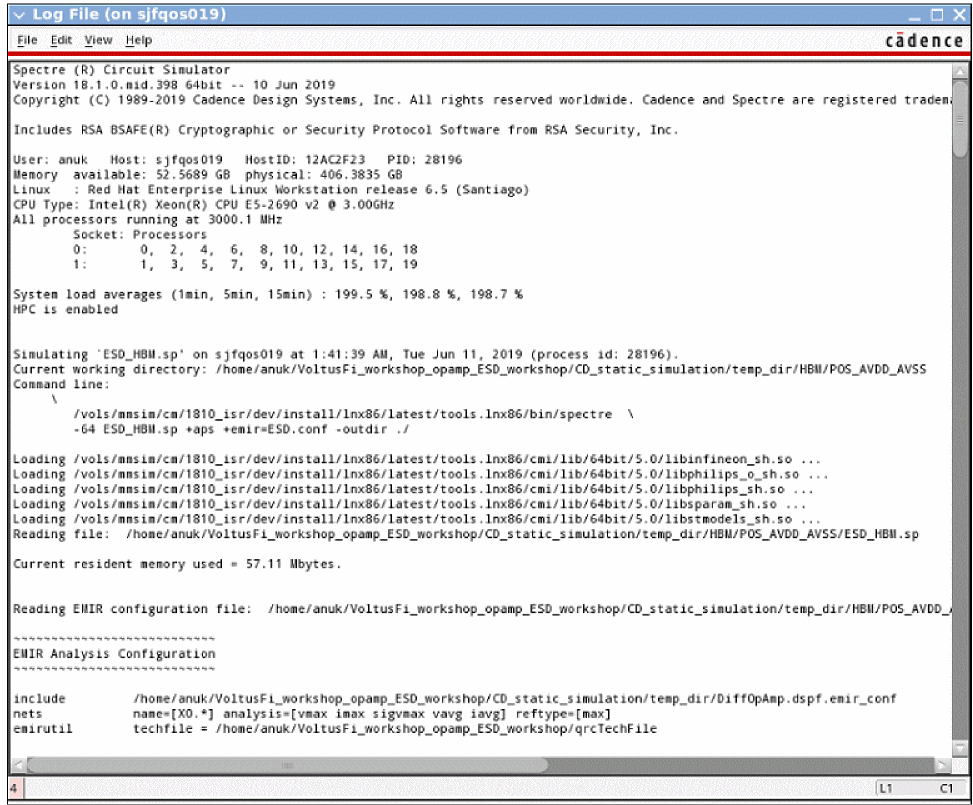 Log File (on sjfqos019)
File Edit View Help
cādence
Spectre (R) Circuit Simulator
Version 18.1.0.mid.398 64bit -- 10 Jun 2019
Copyright (C) 1989-2019 Cadence Design Systems, Inc. All rights reserved worldwide. Cadence and Spectre are registered tradem
Includes RSA BSAFE(R) Cryptographic or Security Protocol Software from RSA Security, Inc.
User: anuk Host: sjfqos019 HostID: 12AC2F23 PID: 28196
Memory available: 52.5689 GB physical: 406.3835 GB
Linux : Red Hat Enterprise Linux Workstation release 6.5 (Santiago)
CPU Type: Intel(R) Xeon(R) CPU E5-2690 v2 @ 3.00GHz
All processors running at 3000.1 MHz
Socket: Processors
0: 0, 2, 4, 6, 8, 10, 12, 14, 16, 18
1: 1, 3, 5, 7, 9, 11, 13, 15, 17, 19
System load averages (1min, 5min, 15min) : 199.5 %, 198.8 %, 198.7 %
HPC is enabled
Simulating `ESD_HBM.sp' on sjfqos019 at 1:41:39 AM, Tue Jun 11, 2019 (process id: 28196).
Current working directory: /home/anuk/VoltusFi_workshop_opamp_ESD_workshop/CD_static_simulation/temp_dir/HBM/POS_AVDD_AVSS
Command line:
\
/vols/mmsim/cm/1810_isr/dev/install/lnx86/latest/tools.lnx86/bin/spectre \
-64 ESD_HBM.sp +aps +emir=ESD.conf -outdir ./
Loading /vols/mmsim/cm/1810_isr/dev/install/lnx86/latest/tools.lnx86/cmi/lib/64bit/5.0/libinfineon_sh.so ...
Loading /vols/mmsim/cm/1810_isr/dev/install/lnx86/latest/tools.lnx86/cmi/lib/64bit/5.0/libphilips_o_sh.so ...
Loading /vols/mmsim/cm/1810_isr/dev/install/lnx86/latest/tools.lnx86/cmi/lib/64bit/5.0/libphilips_sh.so ...
Loading /vols/mmsim/cm/1810_isr/dev/install/lnx86/latest/tools.lnx86/cmi/lib/64bit/5.0/libsparam_sh.so ...
Loading /vols/mmsim/cm/1810_isr/dev/install/lnx86/latest/tools.lnx86/cmi/lib/64bit/5.0/libstmodels_sh.so ...
Reading file: /home/anuk/VoltusFi_workshop_opamp_ESD_workshop/CD_static_simulation/temp_dir/HBM/POS_AVDD_AVSS/ESD_HBM.sp
Current resident memory used = 57.11 Mbytes.
Reading EMIR configuration file: /home/anuk/VoltusFi_workshop_opamp_ESD_workshop/CD_static_simulation/temp_dir/HBM/POS_AVDD_
~~~~~~~~~~~~~~~~~~~~~~~~~~~
EMIR Analysis Configuration
~~~~~~~~~~~~~~~~~~~~~~~~~~~
include /home/anuk/VoltusFi_workshop_opamp_ESD_workshop/CD_static_simulation/temp_dir/DiffOpAmp.dspf.emir_conf
nets name=[X0.*] analysis=[vmax imax sigvmax vavg iavg] reftype=[max]
emirutil techfile = /home/anuk/VoltusFi_workshop_opamp_ESD_workshop/qrcTechFile
4
L1 C1